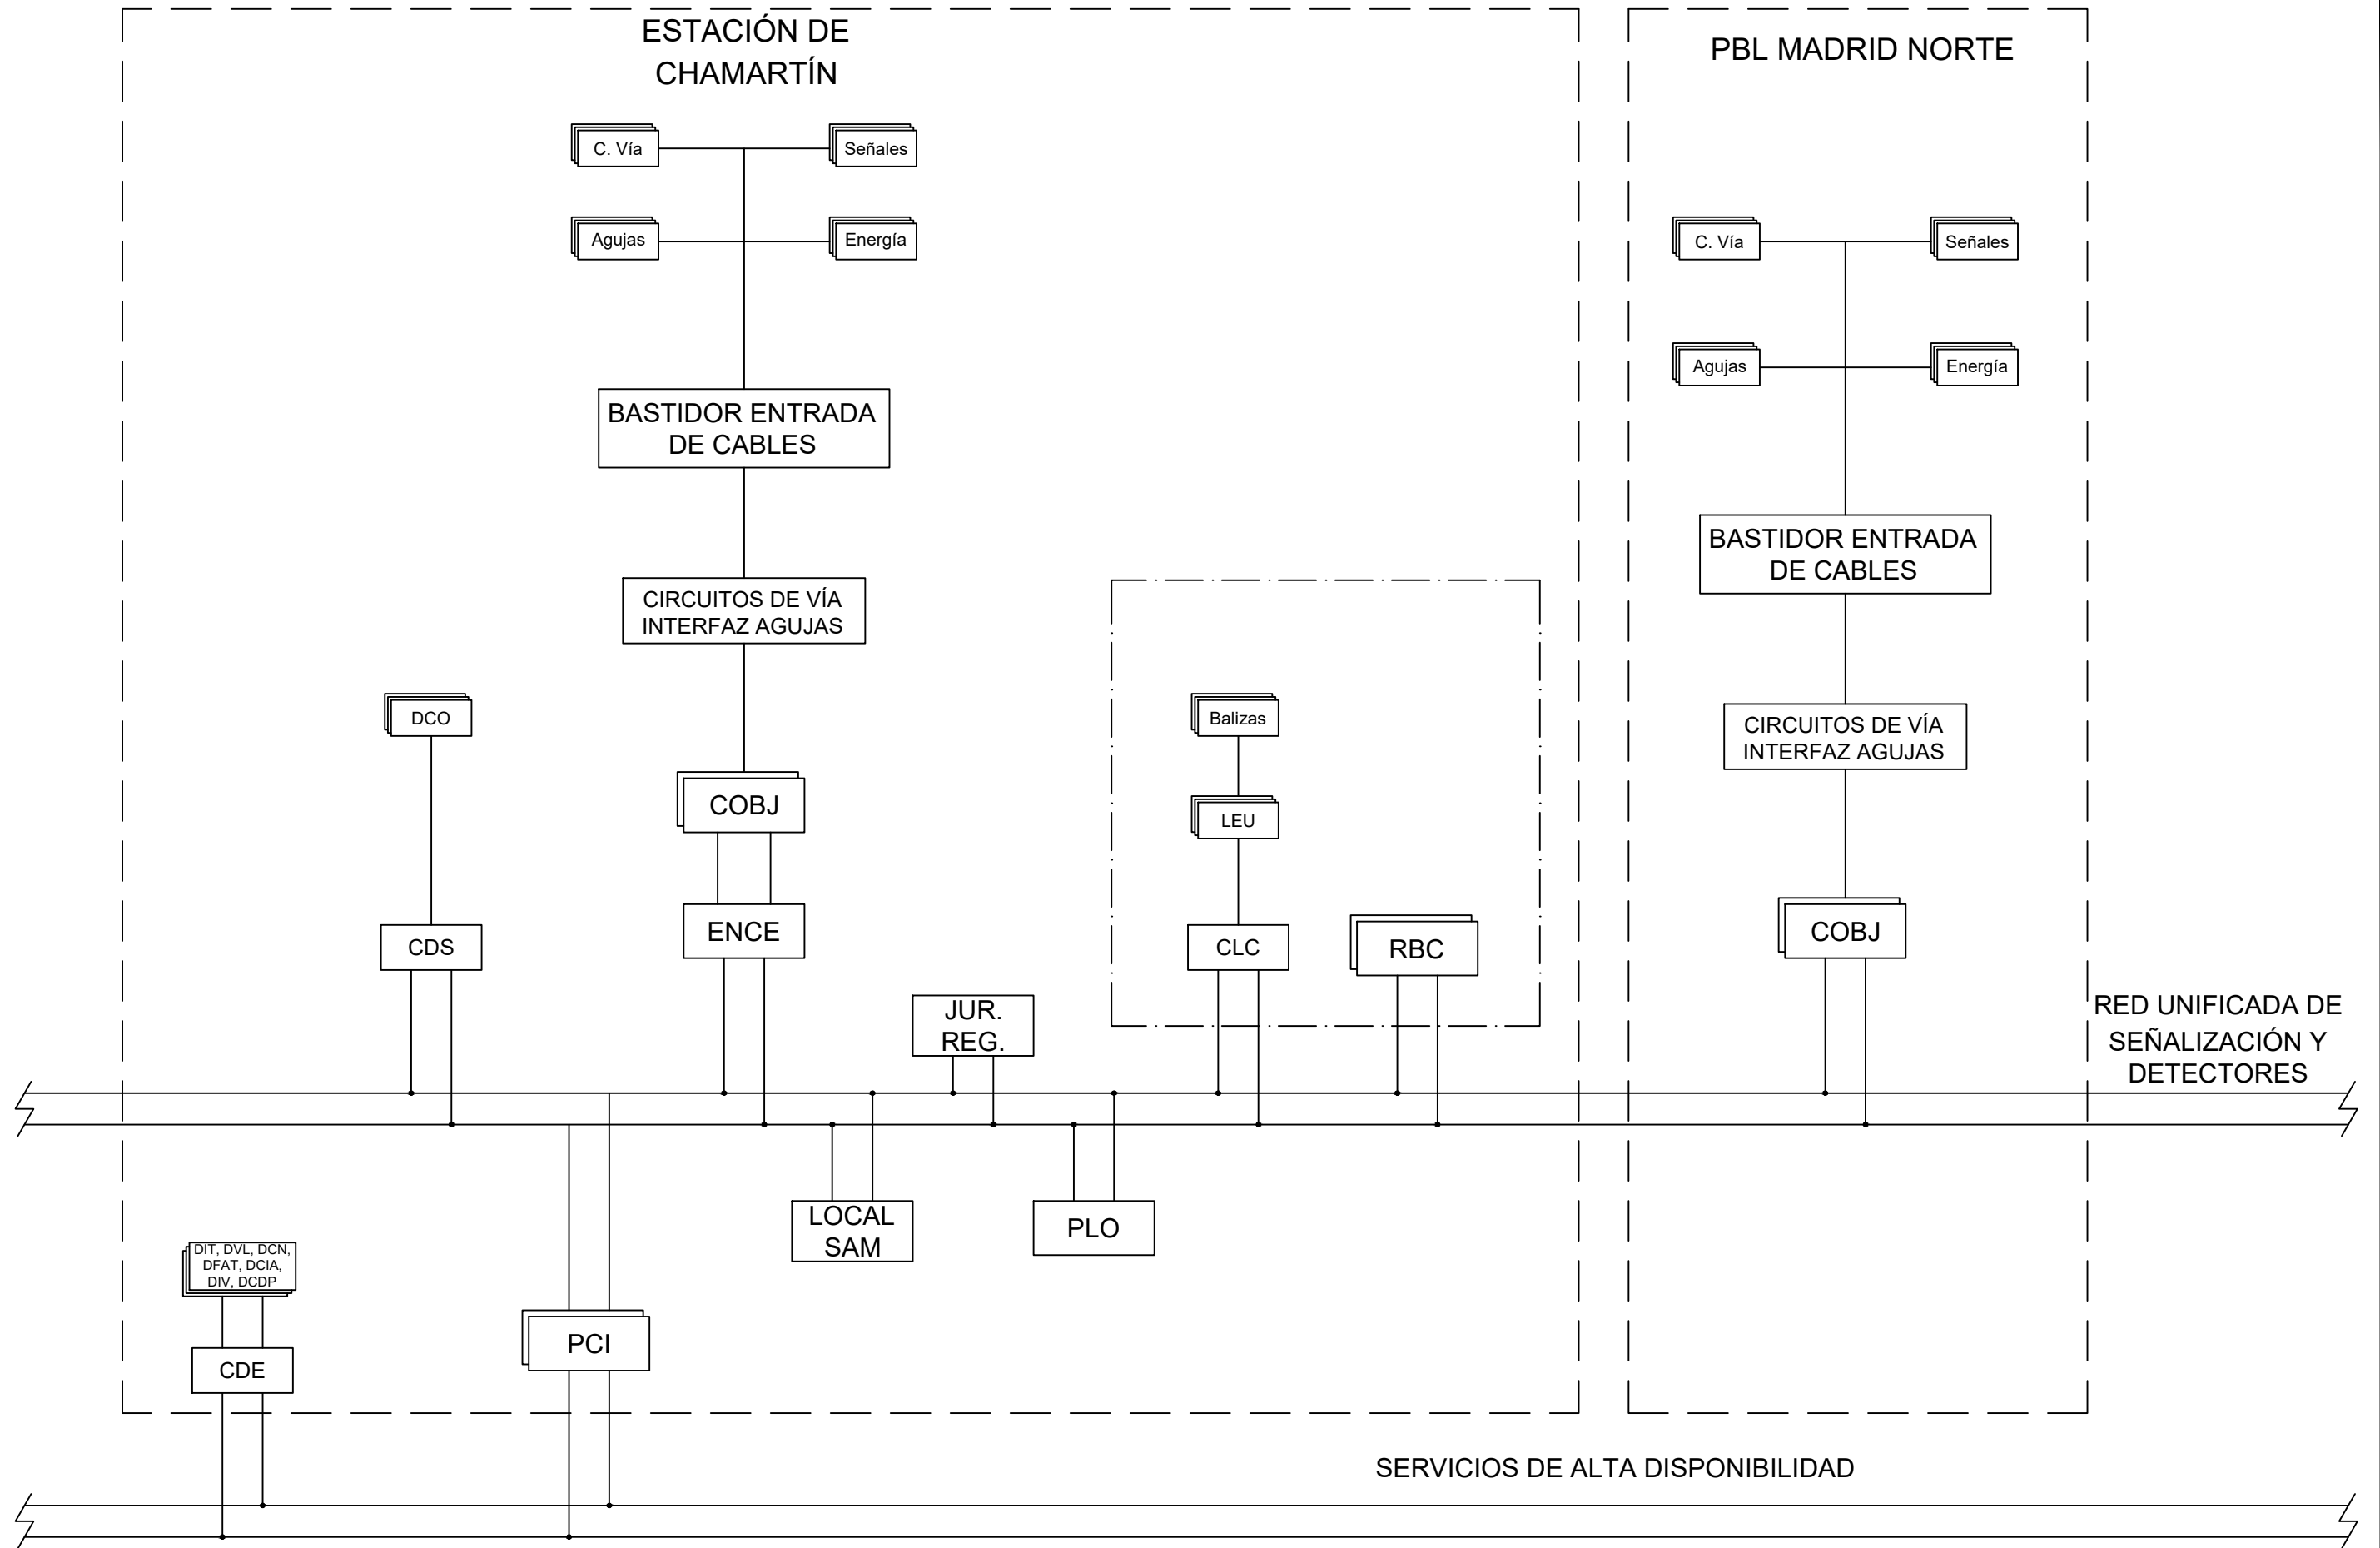 ESTACIÓN DE
CHAMARTÍN
PBL MADRID NORTE
C. Vía
Señales
Agujas
Energía
C. Vía
Señales
Agujas
Energía
BASTIDOR ENTRADA
DE CABLES
BASTIDOR ENTRADA
DE CABLES
CIRCUITOS DE VÍA
INTERFAZ AGUJAS
CIRCUITOS DE VÍA
INTERFAZ AGUJAS
DCO
Balizas
COBJ
LEU
CDS
ENCE
CLC
RBC
COBJ
JUR.
REG.
RED UNIFICADA DE
SEÑALIZACIÓN Y
DETECTORES
LOCAL
SAM
PLO
DIT, DVL, DCN,
DFAT, DCIA,
DIV, DCDP
PCI
CDE
SERVICIOS DE ALTA DISPONIBILIDAD